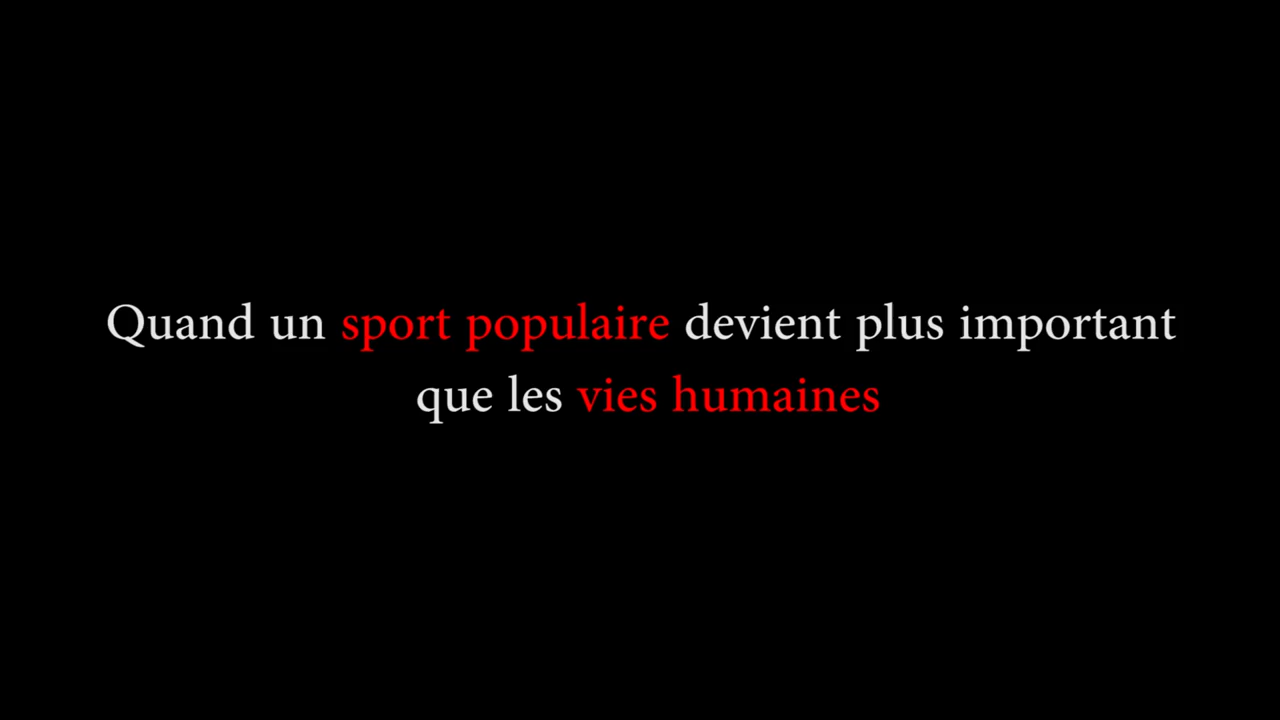 Quand un sport populaire devient plus important
que les vies humaines